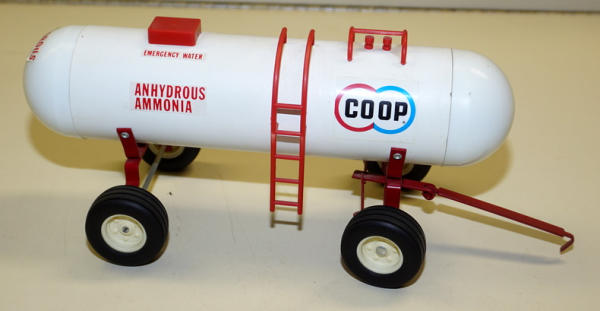 EMERGENCY WATER
ANHYDROUS
AMMONIA
COOP